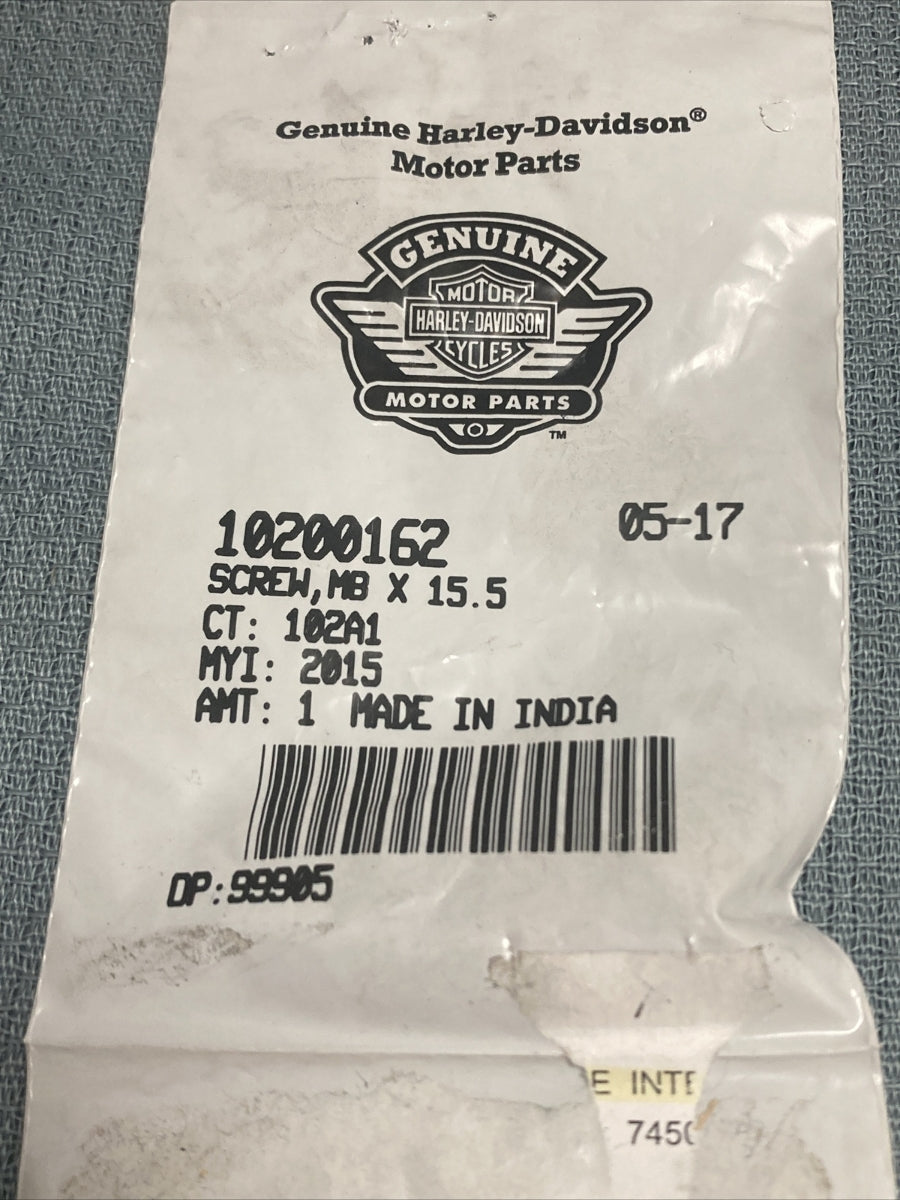 Genuine Harley-Davidson®
Motor Parts
GENUINE
MOTOR
HARLEY-DAVIDSON
CYCLES
MOTOR PARTS
TM
10200162 05-17
SCREW,M8 X 15.5
CT: 102A1
MYI: 2015
AMT: 1 MADE IN INDIA
OP:99905
E INTE
7450